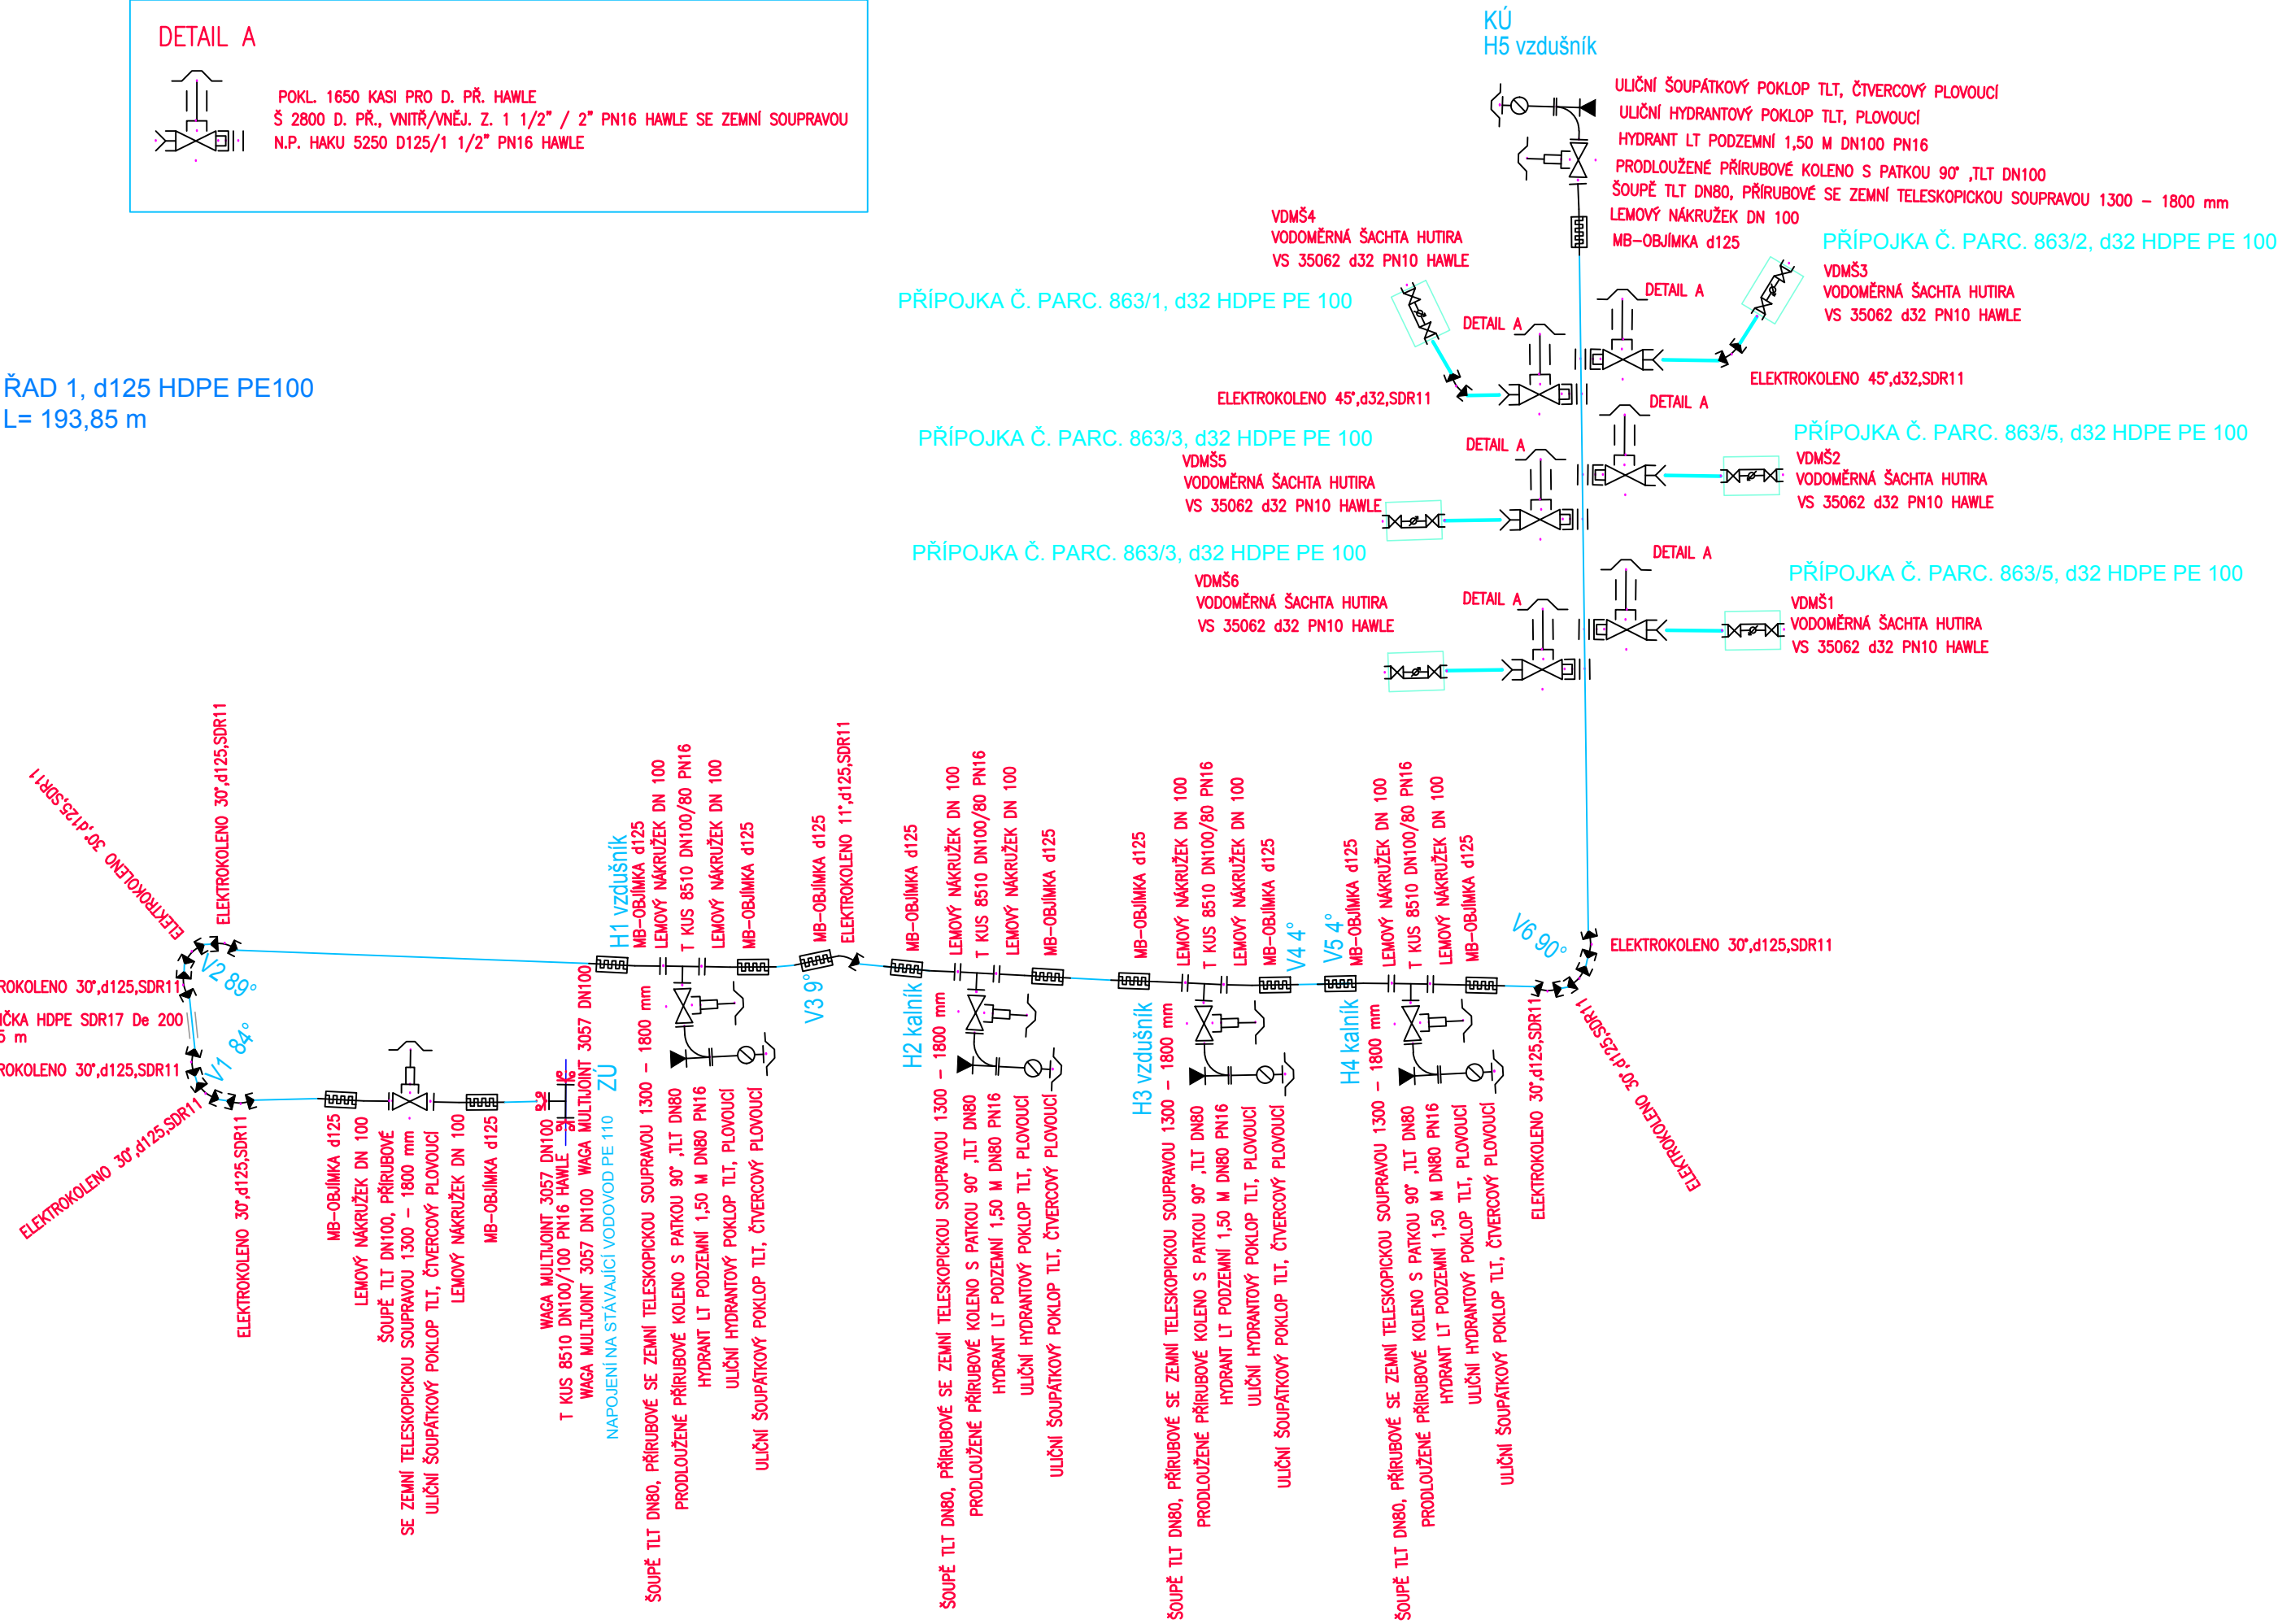 DETAIL A
POKL. 1650 KASI PRO D. PŘ. HAWLE
Š 2800 D. PŘ., VNITŘ/VNĚJ. Z. 1 1/2" / 2" PN16 HAWLE SE ZEMNÍ SOUPRAVOU
N.P. HAKU 5250 D125/1 1/2" PN16 HAWLE
KÚ
H5 vzdušník
ULIČNÍ ŠOUPÁTKOVÝ POKLOP TLT, ČTVERCOVÝ PLOVOUCÍ
ULIČNÍ HYDRANTOVÝ POKLOP TLT, PLOVOUCÍ
HYDRANT LT PODZEMNÍ 1,50 M DN100 PN16
PRODLOUŽENÉ PŘÍRUBOVÉ KOLENO S PATKOU 90° ,TLT DN100
ŠOUPĚ TLT DN80, PŘÍRUBOVÉ SE ZEMNÍ TELESKOPICKOU SOUPRAVOU 1300 - 1800 mm
LEMOVÝ NÁKRUŽEK DN 100
MB-OBJÍMKA d125
VDMŠ4
VODOMĚRNÁ ŠACHTA HUTIRA
VS 35062 d32 PN10 HAWLE
PŘÍPOJKA Č. PARC. 863/1, d32 HDPE PE 100
DETAIL A
ELEKTROKOLENO 45°,d32,SDR11
PŘÍPOJKA Č. PARC. 863/2, d32 HDPE PE 100
VDMŠ3
VODOMĚRNÁ ŠACHTA HUTIRA
VS 35062 d32 PN10 HAWLE
DETAIL A
ELEKTROKOLENO 45°,d32,SDR11
ŘAD 1, d125 HDPE PE100
L= 193,85 m
PŘÍPOJKA Č. PARC. 863/3, d32 HDPE PE 100
VDMŠ5
VODOMĚRNÁ ŠACHTA HUTIRA
VS 35062 d32 PN10 HAWLE
DETAIL A
DETAIL A
PŘÍPOJKA Č. PARC. 863/5, d32 HDPE PE 100
VDMŠ2
VODOMĚRNÁ ŠACHTA HUTIRA
VS 35062 d32 PN10 HAWLE
PŘÍPOJKA Č. PARC. 863/3, d32 HDPE PE 100
VDMŠ6
VODOMĚRNÁ ŠACHTA HUTIRA
VS 35062 d32 PN10 HAWLE
DETAIL A
DETAIL A
PŘÍPOJKA Č. PARC. 863/5, d32 HDPE PE 100
VDMŠ1
VODOMĚRNÁ ŠACHTA HUTIRA
VS 35062 d32 PN10 HAWLE
ELEKTROKOLENO 30°,d125,SDR11
ELEKTROKOLENO 30°,d125,SDR11
V2 89°
ROKOLENO 30°,d125,SDR11
IČKA HDPE SDR17 De 200
5 m
ROKOLENO 30°,d125,SDR11
V1 84°
ELEKTROKOLENO 30°,d125,SDR11
ELEKTROKOLENO 30°,d125,SDR11
MB-OBJÍMKA d125
LEMOVÝ NÁKRUŽEK DN 100
ŠOUPĚ TLT DN100, PŘÍRUBOVÉ
SE ZEMNÍ TELESKOPICKOU SOUPRAVOU 1300 - 1800 mm
ULIČNÍ ŠOUPÁTKOVÝ POKLOP TLT, ČTVERCOVÝ PLOVOUCÍ
LEMOVÝ NÁKRUŽEK DN 100
MB-OBJÍMKA d125
WAGA MULTIJOINT 3057 DN100
T KUS 8510 DN100/100 PN16 HAWLE
WAGA MULTIJOINT 3057 DN100 WAGA MULTIJOINT 3057 DN100
ZÚ
NAPOJENÍ NA STÁVAJÍCÍ VODOVOD PE 110
H1 vzdušník
MB-OBJÍMKA d125
LEMOVÝ NÁKRUŽEK DN 100
T KUS 8510 DN100/80 PN16
LEMOVÝ NÁKRUŽEK DN 100
MB-OBJÍMKA d125
ŠOUPĚ TLT DN80, PŘÍRUBOVÉ SE ZEMNÍ TELESKOPICKOU SOUPRAVOU 1300 - 1800 mm
PRODLOUŽENÉ PŘÍRUBOVÉ KOLENO S PATKOU 90° ,TLT DN80
HYDRANT LT PODZEMNÍ 1,50 M DN80 PN16
ULIČNÍ HYDRANTOVÝ POKLOP TLT, PLOVOUCÍ
ULIČNÍ ŠOUPÁTKOVÝ POKLOP TLT, ČTVERCOVÝ PLOVOUCÍ
MB-OBJÍMKA d125
ELEKTROKOLENO 11°,d125,SDR11
V3 9°
MB-OBJÍMKA d125
LEMOVÝ NÁKRUŽEK DN 100
T KUS 8510 DN100/80 PN16
LEMOVÝ NÁKRUŽEK DN 100
MB-OBJÍMKA d125
H2 kalník
ŠOUPĚ TLT DN80, PŘÍRUBOVÉ SE ZEMNÍ TELESKOPICKOU SOUPRAVOU 1300 - 1800 mm
PRODLOUŽENÉ PŘÍRUBOVÉ KOLENO S PATKOU 90° ,TLT DN80
HYDRANT LT PODZEMNÍ 1,50 M DN80 PN16
ULIČNÍ HYDRANTOVÝ POKLOP TLT, PLOVOUCÍ
ULIČNÍ ŠOUPÁTKOVÝ POKLOP TLT, ČTVERCOVÝ PLOVOUCÍ
MB-OBJÍMKA d125
LEMOVÝ NÁKRUŽEK DN 100
T KUS 8510 DN100/80 PN16
LEMOVÝ NÁKRUŽEK DN 100
MB-OBJÍMKA d125
V4 4°
H3 vzdušník
ŠOUPĚ TLT DN80, PŘÍRUBOVÉ SE ZEMNÍ TELESKOPICKOU SOUPRAVOU 1300 - 1800 mm
PRODLOUŽENÉ PŘÍRUBOVÉ KOLENO S PATKOU 90° ,TLT DN80
HYDRANT LT PODZEMNÍ 1,50 M DN80 PN16
ULIČNÍ HYDRANTOVÝ POKLOP TLT, PLOVOUCÍ
ULIČNÍ ŠOUPÁTKOVÝ POKLOP TLT, ČTVERCOVÝ PLOVOUCÍ
V5 4°
MB-OBJÍMKA d125
LEMOVÝ NÁKRUŽEK DN 100
T KUS 8510 DN100/80 PN16
LEMOVÝ NÁKRUŽEK DN 100
MB-OBJÍMKA d125
H4 kalník
ŠOUPĚ TLT DN80, PŘÍRUBOVÉ SE ZEMNÍ TELESKOPICKOU SOUPRAVOU 1300 - 1800 mm
PRODLOUŽENÉ PŘÍRUBOVÉ KOLENO S PATKOU 90° ,TLT DN80
HYDRANT LT PODZEMNÍ 1,50 M DN80 PN16
ULIČNÍ HYDRANTOVÝ POKLOP TLT, PLOVOUCÍ
ULIČNÍ ŠOUPÁTKOVÝ POKLOP TLT, ČTVERCOVÝ PLOVOUCÍ
V6 90°
ELEKTROKOLENO 30°,d125,SDR11
ELEKTROKOLENO 30°,d125,SDR11
ELEKTROKOLENO 30°,d125,SDR11